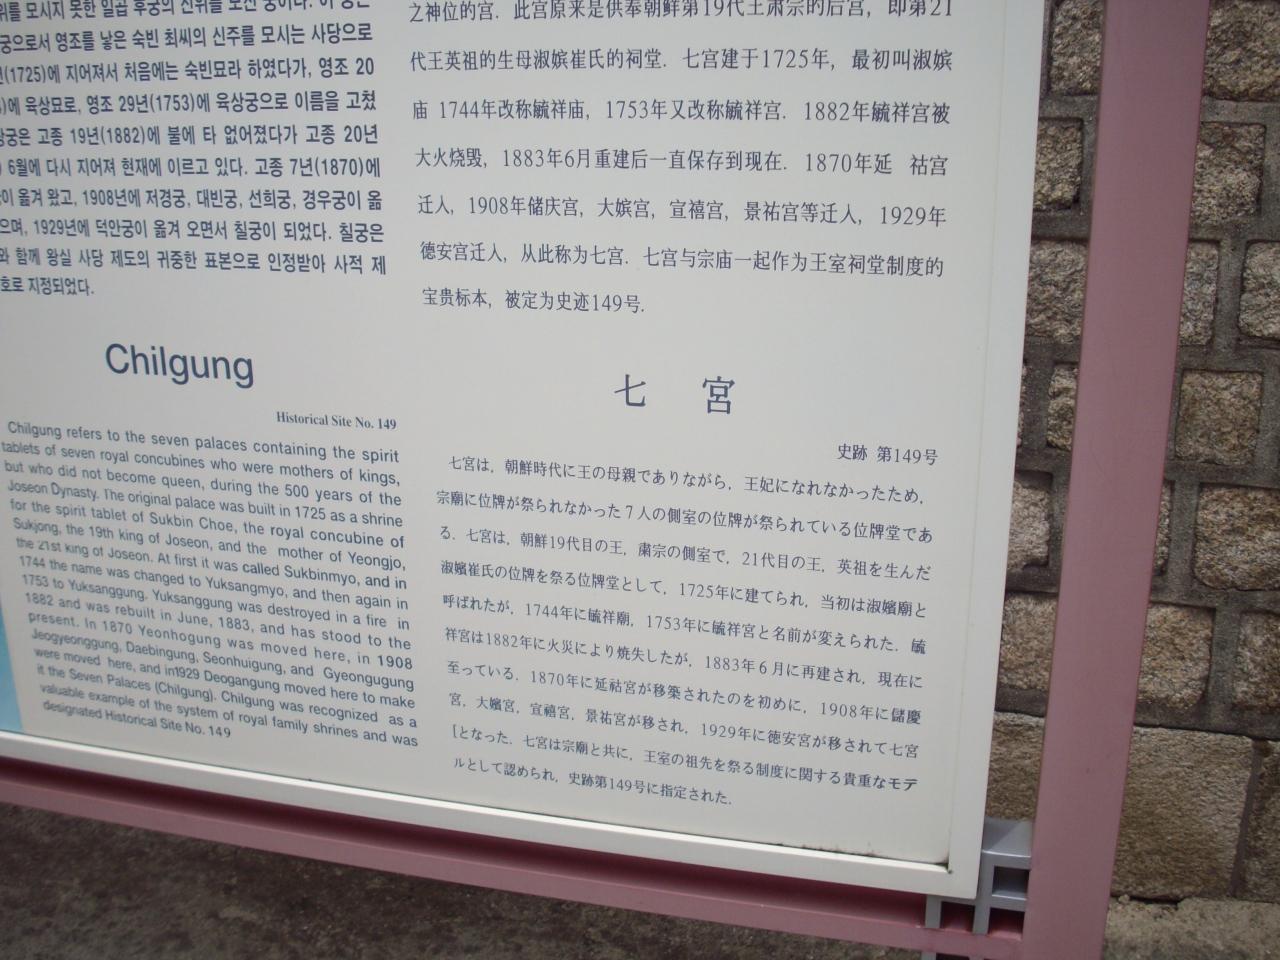 위를 모시지 못한 일곱 후궁의 신위를 모신 궁이다. 이 궁은
궁으로서 영조를 낳은 숙빈 최씨의 신주를 모시는 사당으로
(1725)에 지어져서 처음에는 숙빈묘라 하였다가, 영조 20
)에 육상묘로, 영조 29년(1753)에 육상궁으로 이름을 고쳤
상궁은 고종 19년(1882)에 불에 타 없어졌다가 고종 20년
) 6월에 다시 지어져 현재에 이르고 있다. 고종 7년(1870)에
이 옮겨 왔고, 1908년에 저경궁, 대빈궁, 선희궁, 경우궁이 옮
으며, 1929년에 덕안궁이 옮겨 오면서 칠궁이 되었다. 칠궁은
와 함께 왕실 사당 제도의 귀중한 표본으로 인정받아 사적 제
호로 지정되었다.
之神位的宫. 此宫原来是供奉朝鲜第19代王肃宗的后宫, 即第21
代王英祖的生母淑嫔崔氏的祠堂. 七宫建于1725年, 最初叫淑嫔
庙 1744年改称毓祥庙, 1753年又改称毓祥宫. 1882年毓祥宫被
大火烧毁, 1883年6月重建后一直保存到现在. 1870年延 祜宫
迁人, 1908年储庆宫, 大嫔宫, 宣禧宫, 景祐宫等迁人, 1929年
德安宫迁人, 从此称为七宫. 七宫与宗庙一起作为王室祠堂制度的
宝贵标本, 被定为史迹149号.
Chilgung
Historical Site No. 149
Chilgung refers to the seven palaces containing the spirit
tablets of seven royal concubines who were mothers of kings,
but who did not become queen, during the 500 years of the
Joseon Dynasty. The original palace was built in 1725 as a shrine
for the spirit tablet of Sukbin Choe, the royal concubine of
Sukjong, the 19th king of Joseon, and the mother of Yeongjo,
the 21st king of Joseon. At first it was called Sukbinmyo, and in
1744 the name was changed to Yuksangmyo, and then again in
1753 to Yuksanggung. Yuksanggung was destroyed in a fire in
1882 and was rebuilt in June, 1883, and has stood to the
present. In 1870 Yeonhogung was moved here, in 1908
Jeogyeonggung, Daebingung, Seonhuigung, and Gyeongugung
were moved here, and in1929 Deogangung moved here to make
it the Seven Palaces (Chilgung). Chilgung was recognized as a
valuable example of the system of royal family shrines and was
designated Historical Site No. 149
七 宮
史跡 第149号
七宮は, 朝鮮時代に王の母親でありながら, 王妃になれなかったため,
宗廟に位牌が祭られなかった7人の側室の位牌が祭られている位牌堂であ
る. 七宮は, 朝鮮19代目の王, 粛宗の側室で, 21代目の王, 英祖を生んだ
淑嬪崔氏の位牌を祭る位牌堂として, 1725年に建てられ, 当初は淑嬪廟と
呼ばれたが, 1744年に毓祥廟, 1753年に毓祥宮と名前が変えられた. 毓
祥宮は1882年に火災により焼失したが, 1883年6月に再建され, 現在に
至っている. 1870年に延祜宮が移築されたのを初めに, 1908年に儲慶
宮, 大嬪宮, 宣禧宮, 景祐宮が移され, 1929年に徳安宮が移されて七宮
[となった. 七宮は宗廟と共に, 王室の祖先を祭る制度に関する貴重なモデ
ルとして認められ, 史跡第149号に指定された.